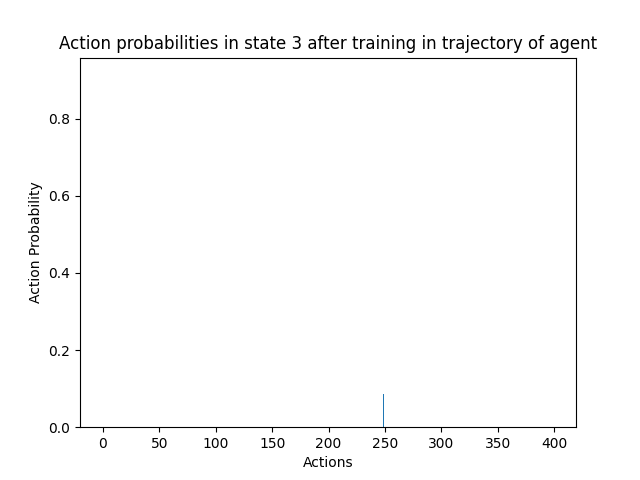 Action probabilities in state 3 after training in trajectory of agent
0.8
0.6
0.4
0.2
0.0
Action Probability
0 50 100 150 200 250 300 350 400
Actions